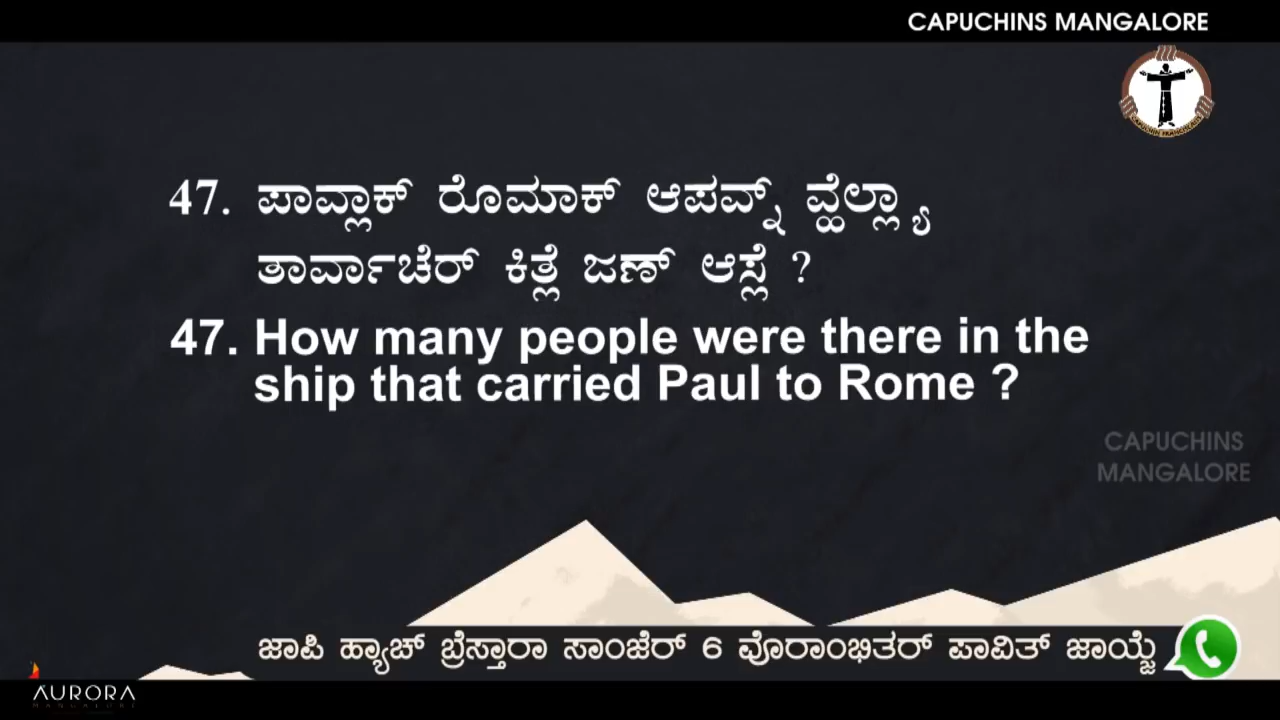 CAPUCHINS MANGALORE
47. ಪಾವ್ಲಾಕ್ ರೊಮಾಕ್ ಆಪವ್ನ್ ವ್ಹೆಲ್ಲ್ಯಾ
ತಾರ್ವಾಚೆರ್ ಕಿತ್ಲೆ ಜಣ್ ಆಸ್ಲೆ ?
47. How many people were there in the
ship that carried Paul to Rome ?
CAPUCHINS
MANGALORE
ಜಾಪಿ ಹ್ಯಾಚ್ ಬ್ರೆಸ್ತಾರಾ ಸಾಂಜೆರ್ 6 ವೊರಾಂಭಿತರ್ ಪಾವಿತ್ ಜಾಯ್ಜೆ
AURORA
MANGALORE